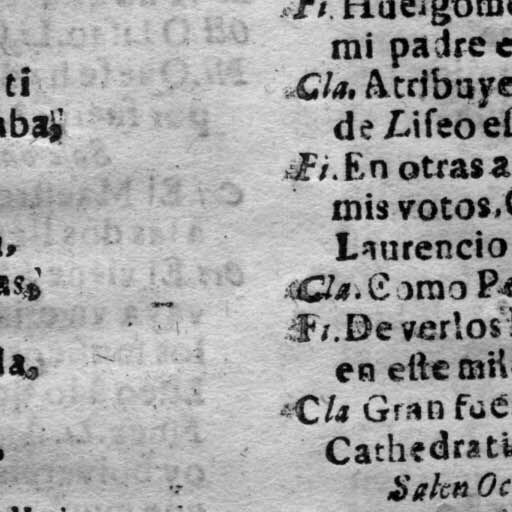 ti
aba,
a,
as,
la,
Fi. Huelgome
mi padre e
Cla. Atribuye
de Liseo es
Fi. En otras a
mis votos.
Laurencio
Cla. Como Pe
Fi. De verlos
en este mil
Cla Gran fue
Cathedrati
Salen Oc